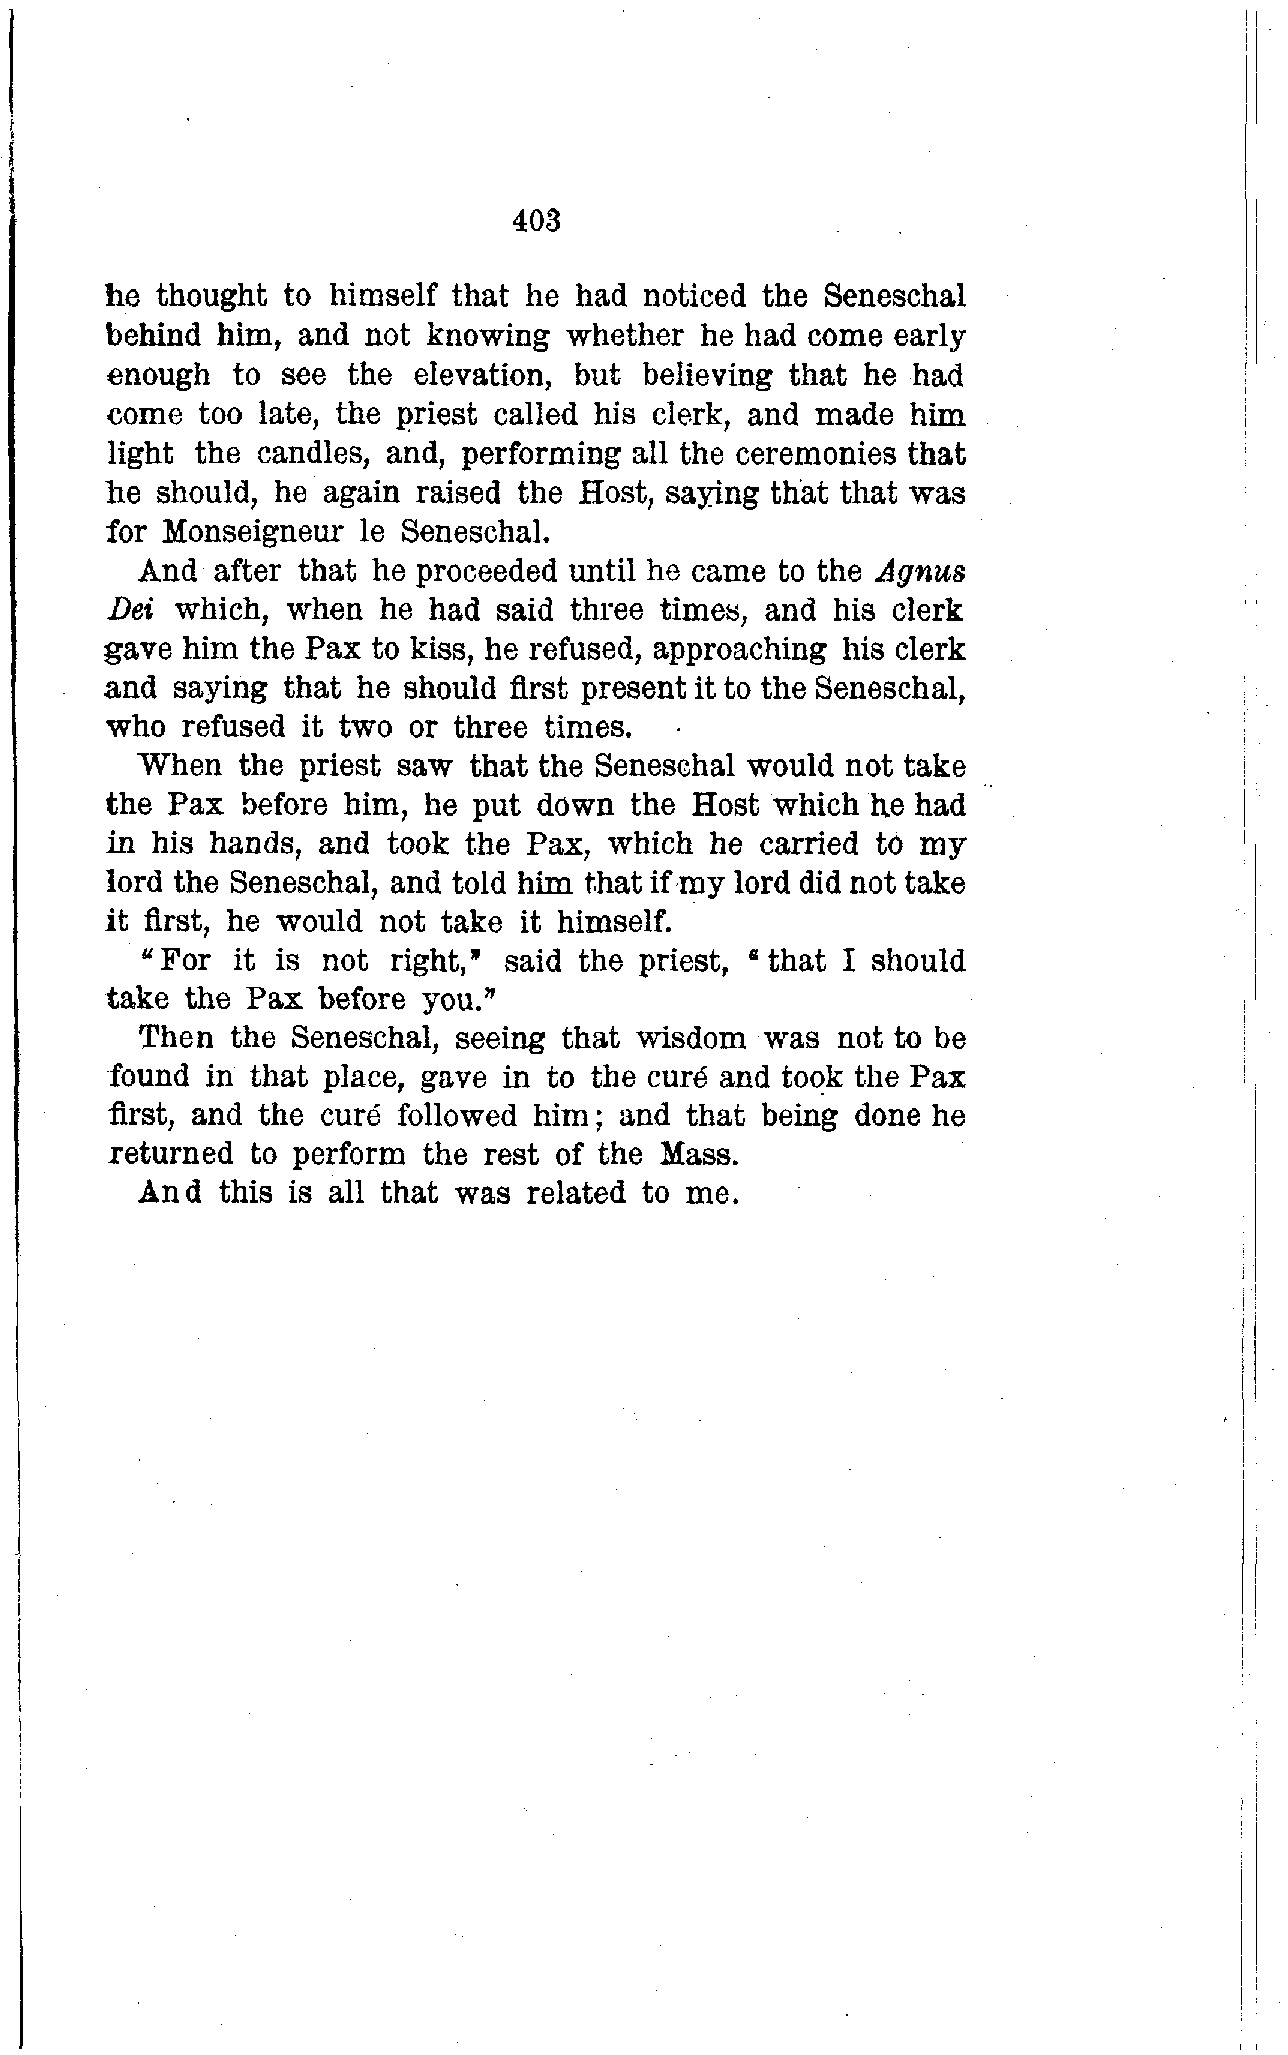 403
he thought to himself that he had noticed the Seneschal
behind him, and not knowing whether he had come early
enough to see the elevation, but believing that he had
come too late, the priest called his clerk, and made him
light the candles, and, performing all the ceremonies that
he should, he again raised the Host, saying that that was
for Monseigneur le Seneschal.
And after that he proceeded until he came to the Agnus
Dei which, when he had said three times, and his clerk
gave him the Pax to kiss, he refused, approaching his clerk
and saying that he should first present it to the Seneschal,
who refused it two or three times.
When the priest saw that the Seneschal would not take
the Pax before him, he put down the Host which he had
in his hands, and took the Pax, which he carried to my
lord the Seneschal, and told him that if my lord did not take
it first, he would not take it himself.
"For it is not right," said the priest, "that I should
take the Pax before you."
Then the Seneschal, seeing that wisdom was not to be
found in that place, gave in to the curé and took the Pax
first, and the curé followed him; and that being done he
returned to perform the rest of the Mass.
And this is all that was related to me.